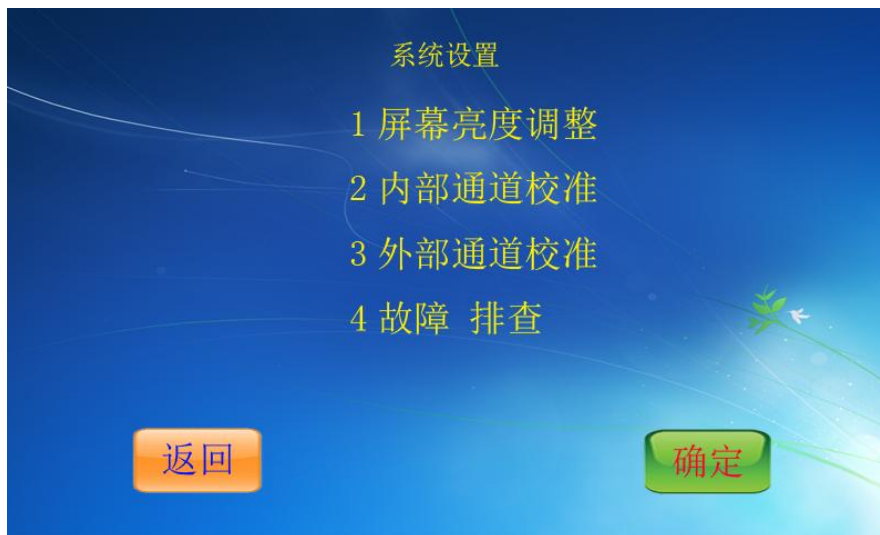 系统设置
1 屏幕亮度调整
2 内部通道校准
3 外部通道校准
4 故障 排查
返回
确定